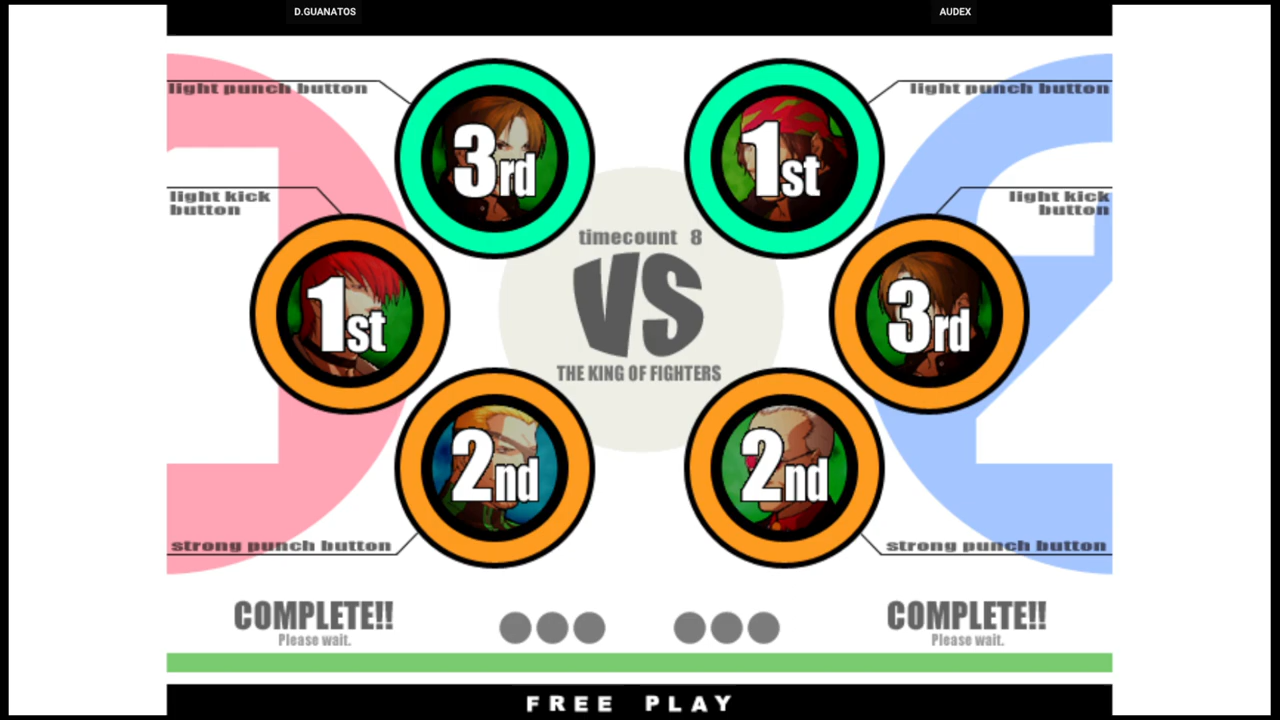 D.GUANATOS
AUDEX
light punch button
light punch button
3rd
1st
light kick
button
light kick
button
timecount 8
VS
THE KING OF FIGHTERS
1st
3rd
2nd
2nd
strong punch button
strong punch button
COMPLETE!!
Please wait.
COMPLETE!!
Please wait.
FREE PLAY